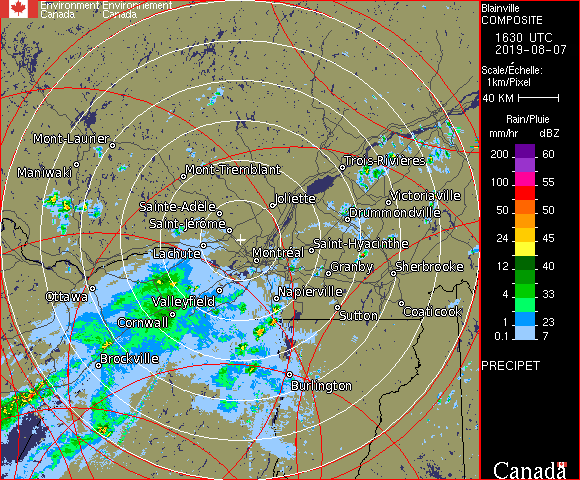 Environment Environnement
Canada Canada
Blainville
COMPOSITE
1630 UTC
2019-08-07
Scale/Échelle:
1km/Pixel
40 KM
Rain/Pluie
mm/hr dBZ
200 60
100 55
50 50
24 45
12 40
4 33
1 23
0.1 7
PRECIPET
Mont-Laurier
Maniwaki
Mont-Tremblant
Trois-Rivières
Sainte-Adèle
Joliette
Victoriaville
Drummondville
Saint-Jérôme
Saint-Hyacinthe
Lachute
Montréal
Granby
Sherbrooke
Ottawa
Valleyfield
Napierville
Cornwall
Sutton
Coaticook
Brockville
Burlington
Canada